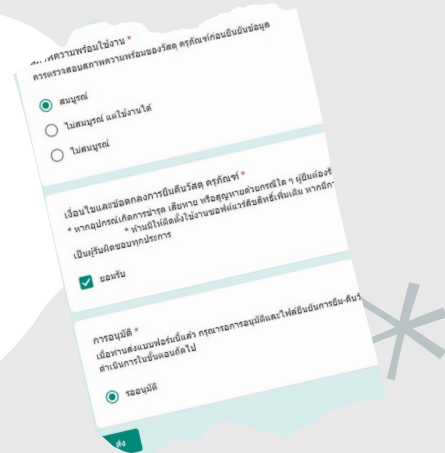 สภาพความพร้อมใช้งาน *
ควรตรวจสอบสภาพความพร้อมของวัสดุ ครุภัณฑ์ก่อนยืนยันข้อมูล
สมบูรณ์
ไม่สมบูรณ์ แต่ใช้งานได้
ไม่สมบูรณ์
เงื่อนไขและข้อตกลงการยืมคืนวัสดุ ครุภัณฑ์ *
* หากอุปกรณ์เกิดการชำรุด เสียหาย หรือสูญหายด้วยกรณีใด ๆ ผู้ยืมต้องรั
* ห้ามมิให้ติดตั้งใช้งานซอฟต์แวร์ลิขสิทธิ์เพิ่มเติม หากมีกา
เป็นผู้รับผิดชอบทุกประการ
ยอมรับ
การอนุมัติ *
เมื่อท่านส่งแบบฟอร์มนี้แล้ว กรุณารอการอนุมัติและไฟล์ยืนยันการยืม-คืนวั
ดำเนินการในขั้นตอนถัดไป
รออนุมัติ
ส่ง